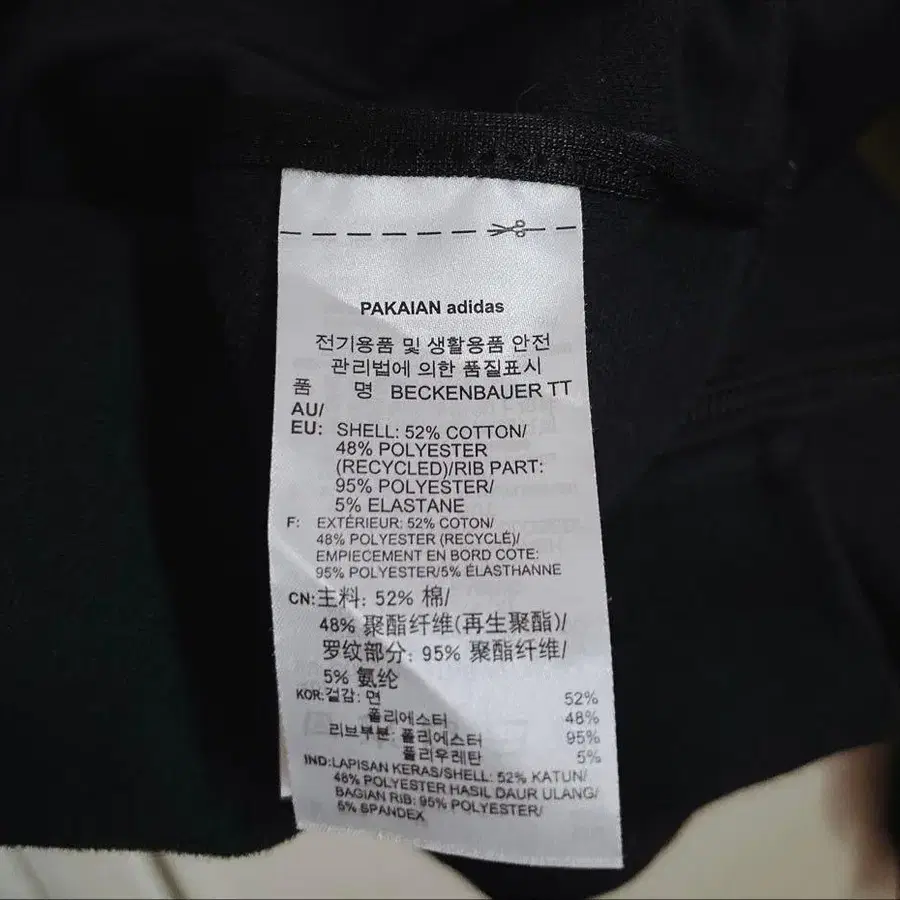 PAKAIAN adidas
전기용품 및 생활용품 안전
관리법에 의한 품질표시
품 명 BECKENBAUER TT
AU/
EU: SHELL: 52% COTTON/
48% POLYESTER
(RECYCLED)/RIB PART:
95% POLYESTER/
5% ELASTANE
F: EXTÉRIEUR: 52% COTON/
48% POLYESTER (RECYCLÉ)/
EMPIECEMENT EN BORD COTE:
95% POLYESTER/5% ÉLASTHANNE
CN: 主料: 52% 棉/
48% 聚酯纤维(再生聚酯)/
罗纹部分: 95% 聚酯纤维/
5% 氨纶
KOR: 겉감: 면 52%
폴리에스터 48%
리브부분: 폴리에스터 95%
폴리우레탄 5%
IND: LAPISAN KERAS/SHELL: 52% KATUN/
48% POLYESTER HASIL DAUR ULANG/
BAGIAN RIB: 95% POLYESTER/
5% SPANDEX